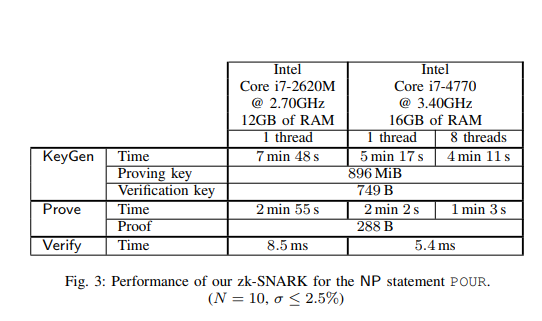 Intel Intel
Core i7-2620M Core i7-4770
@ 2.70GHz @ 3.40GHz
12GB of RAM 16GB of RAM
1 thread 1 thread 8 threads
KeyGen Time 7 min 48 s 5 min 17 s 4 min 11 s
Proving key 896 MiB
Verification key 749 B
Prove Time 2 min 55 s 2 min 2 s 1 min 3 s
Proof 288 B
Verify Time 8.5 ms 5.4 ms
Fig. 3: Performance of our zk-SNARK for the NP statement POUR.
(N = 10, σ ≤ 2.5%)